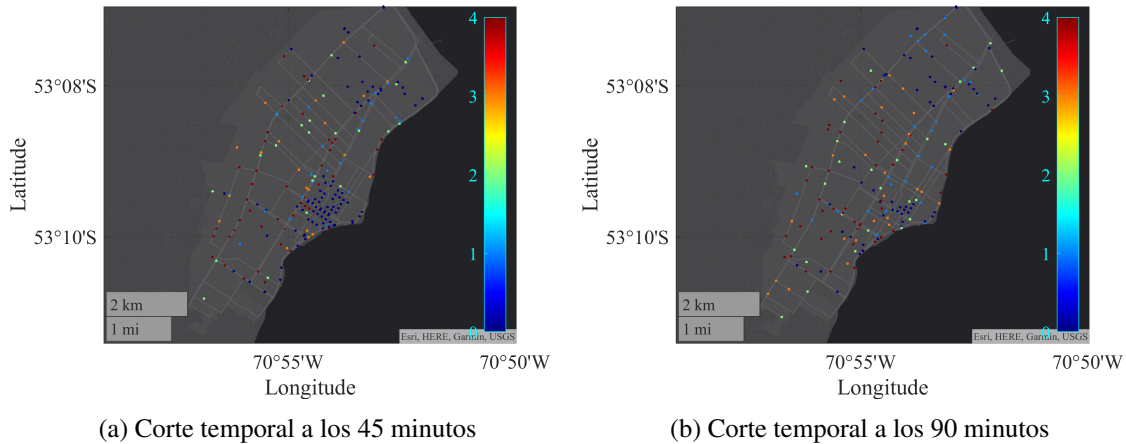 4
3
2
1
0
53°08'S
53°10'S
Latitude
2 km
1 mi
Esri, HERE, Garmin, USGS
70°55'W
70°50'W
Longitude
(a) Corte temporal a los 45 minutos
4
3
2
1
0
53°08'S
53°10'S
Latitude
2 km
1 mi
Esri, HERE, Garmin, USGS
70°55'W
70°50'W
Longitude
(b) Corte temporal a los 90 minutos